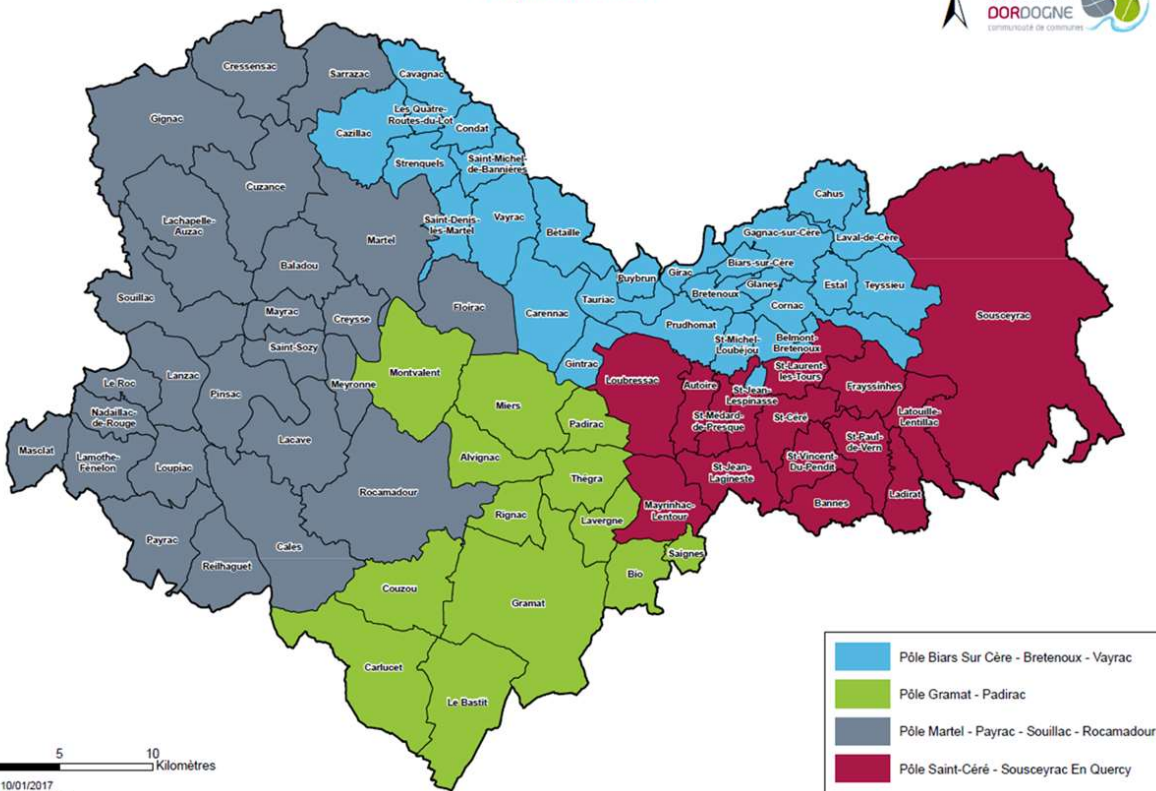 DORDOGNE
communauté de communes
Cressensac
Sarrazac
Cavagnac
Gignac
Les Quatre-
Routes-du-Lot
Cazillac
Condat
Strenquels
Saint-Michel-
de-Bannières
Cuzance
Cahus
Lachapelle-
Auzac
Saint-Denis-
lès-Martel
Vayrac
Bétaille
Martel
Gagnac-sur-Cère
Laval-de-Cère
Baladou
Biars-sur-Cère
Puybrun
Girac
Glanes
Estal
Teyssieu
Souillac
Tauriac
Bretenoux
Mayrac
Creysse
Floirac
Carennac
Cornac
Sousceyrac
Prudhomat
St-Michel-
Loubéjou
Belmont-
Bretenoux
Saint-Sozy
Gintrac
St-Laurent-
les-Tours
Lanzac
Montvalent
Le Roc
Meyronne
Loubressac
Autoire
St-Jean-
Lespinasse
Frayssinhes
Pinsac
Miers
Nadaillac-
de-Rouge
Padirac
St-Médard-
de-Presque
St-Céré
Latouille-
Lentillac
Lacave
St-Paul-
de-Vern
Masclat
Lamothe-
Fénelon
Alvignac
St-Vincent-
Du-Pendit
Loupiac
St-Jean-
Lagineste
Thégra
Rocamadour
Ladirat
Mayrinhac-
Lentour
Bannes
Rignac
Lavergne
Payrac
Cales
Saignes
Reilhaguet
Bio
Couzou
Gramat
Carlucet
Le Bastit
Pôle Biars Sur Cère - Bretenoux - Vayrac
Pôle Gramat - Padirac
Pôle Martel - Payrac - Souillac - Rocamadour
Pôle Saint-Céré - Sousceyrac En Quercy
5 10
Kilomètres
10/01/2017